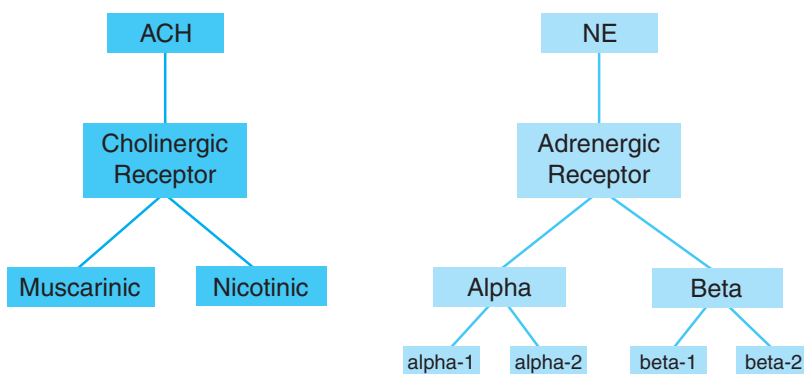 ACH
NE
Cholinergic
Receptor
Adrenergic
Receptor
Muscarinic
Nicotinic
Alpha
Beta
alpha-1
alpha-2
beta-1
beta-2